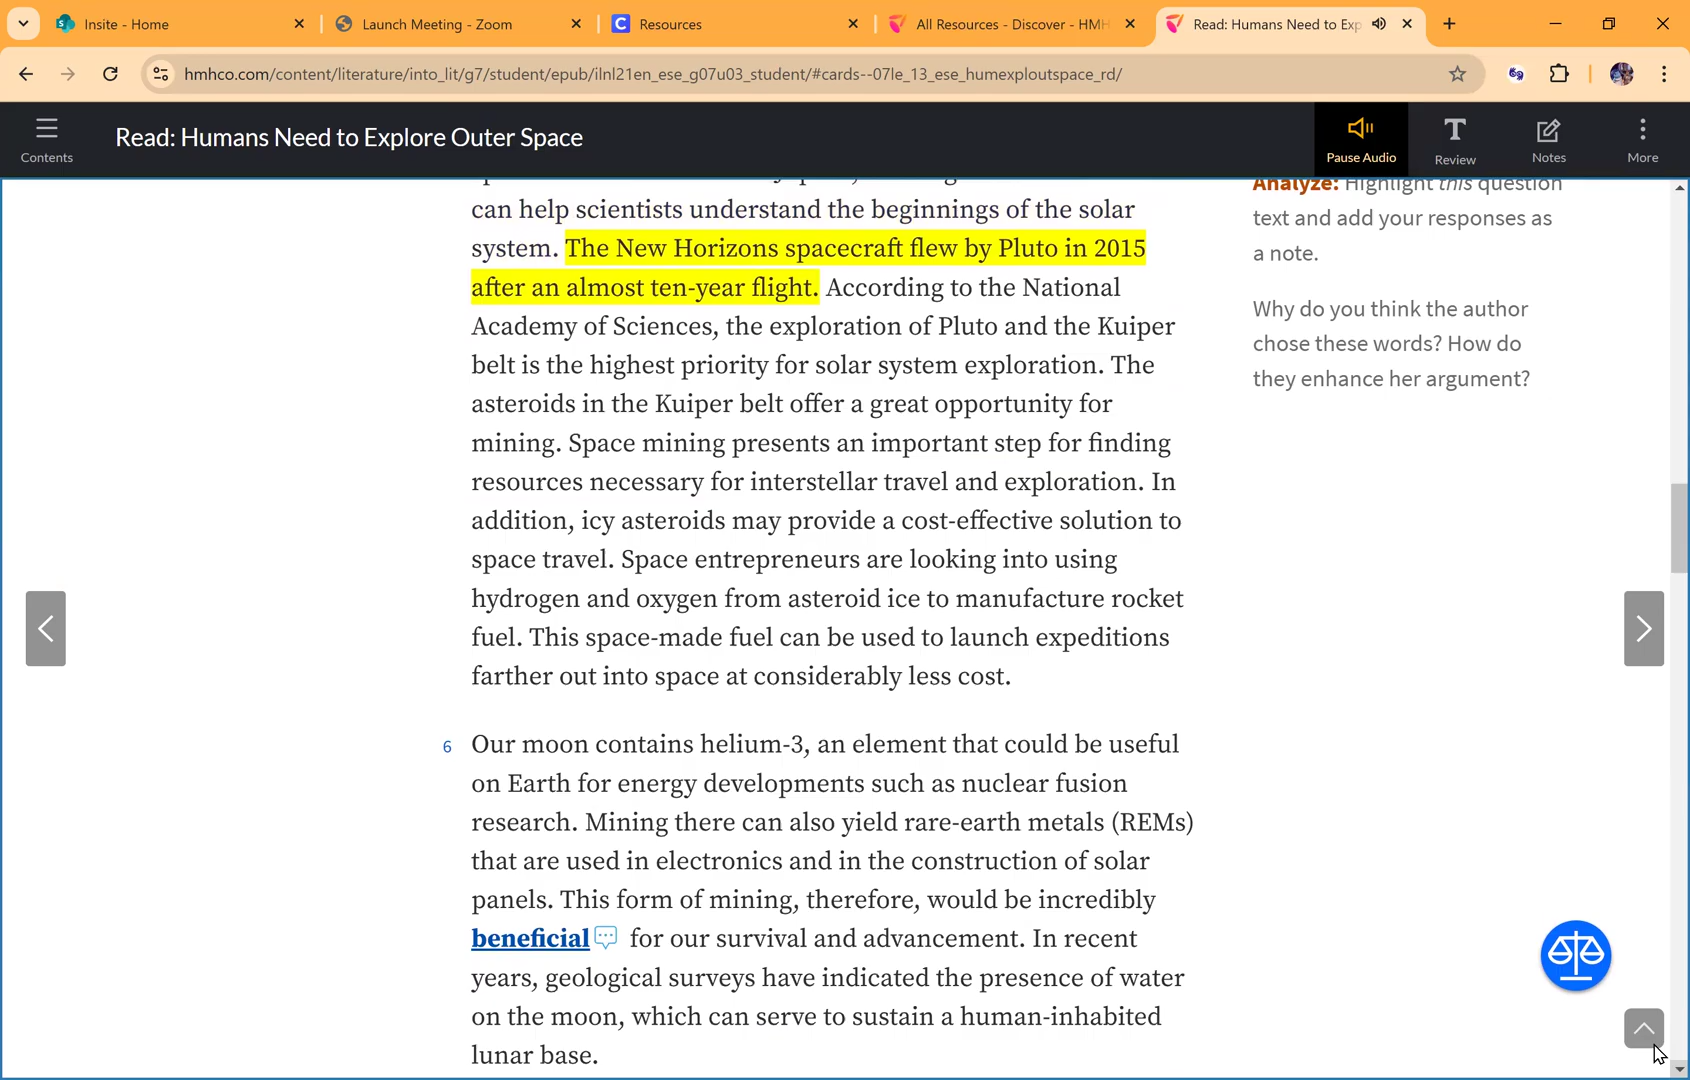 Insite - Home
Launch Meeting - Zoom
Resources
All Resources - Discover - HMH
Read: Humans Need to Exp
hmhco.com/content/literature/into_lit/g7/student/epub/ilnl21en_ese_g07u03_student/#cards--07le_13_ese_humexploutspace_rd/
Contents
Read: Humans Need to Explore Outer Space
Pause Audio
Review
Notes
More
can help scientists understand the beginnings of the solar
system. The New Horizons spacecraft flew by Pluto in 2015
after an almost ten-year flight. According to the National
Academy of Sciences, the exploration of Pluto and the Kuiper
belt is the highest priority for solar system exploration. The
asteroids in the Kuiper belt offer a great opportunity for
mining. Space mining presents an important step for finding
resources necessary for interstellar travel and exploration. In
addition, icy asteroids may provide a cost-effective solution to
space travel. Space entrepreneurs are looking into using
hydrogen and oxygen from asteroid ice to manufacture rocket
fuel. This space-made fuel can be used to launch expeditions
farther out into space at considerably less cost.
6 Our moon contains helium-3, an element that could be useful
on Earth for energy developments such as nuclear fusion
research. Mining there can also yield rare-earth metals (REMs)
that are used in electronics and in the construction of solar
panels. This form of mining, therefore, would be incredibly
beneficial for our survival and advancement. In recent
years, geological surveys have indicated the presence of water
on the moon, which can serve to sustain a human-inhabited
lunar base.
Analyze: Highlight this question
text and add your responses as
a note.
Why do you think the author
chose these words? How do
they enhance her argument?